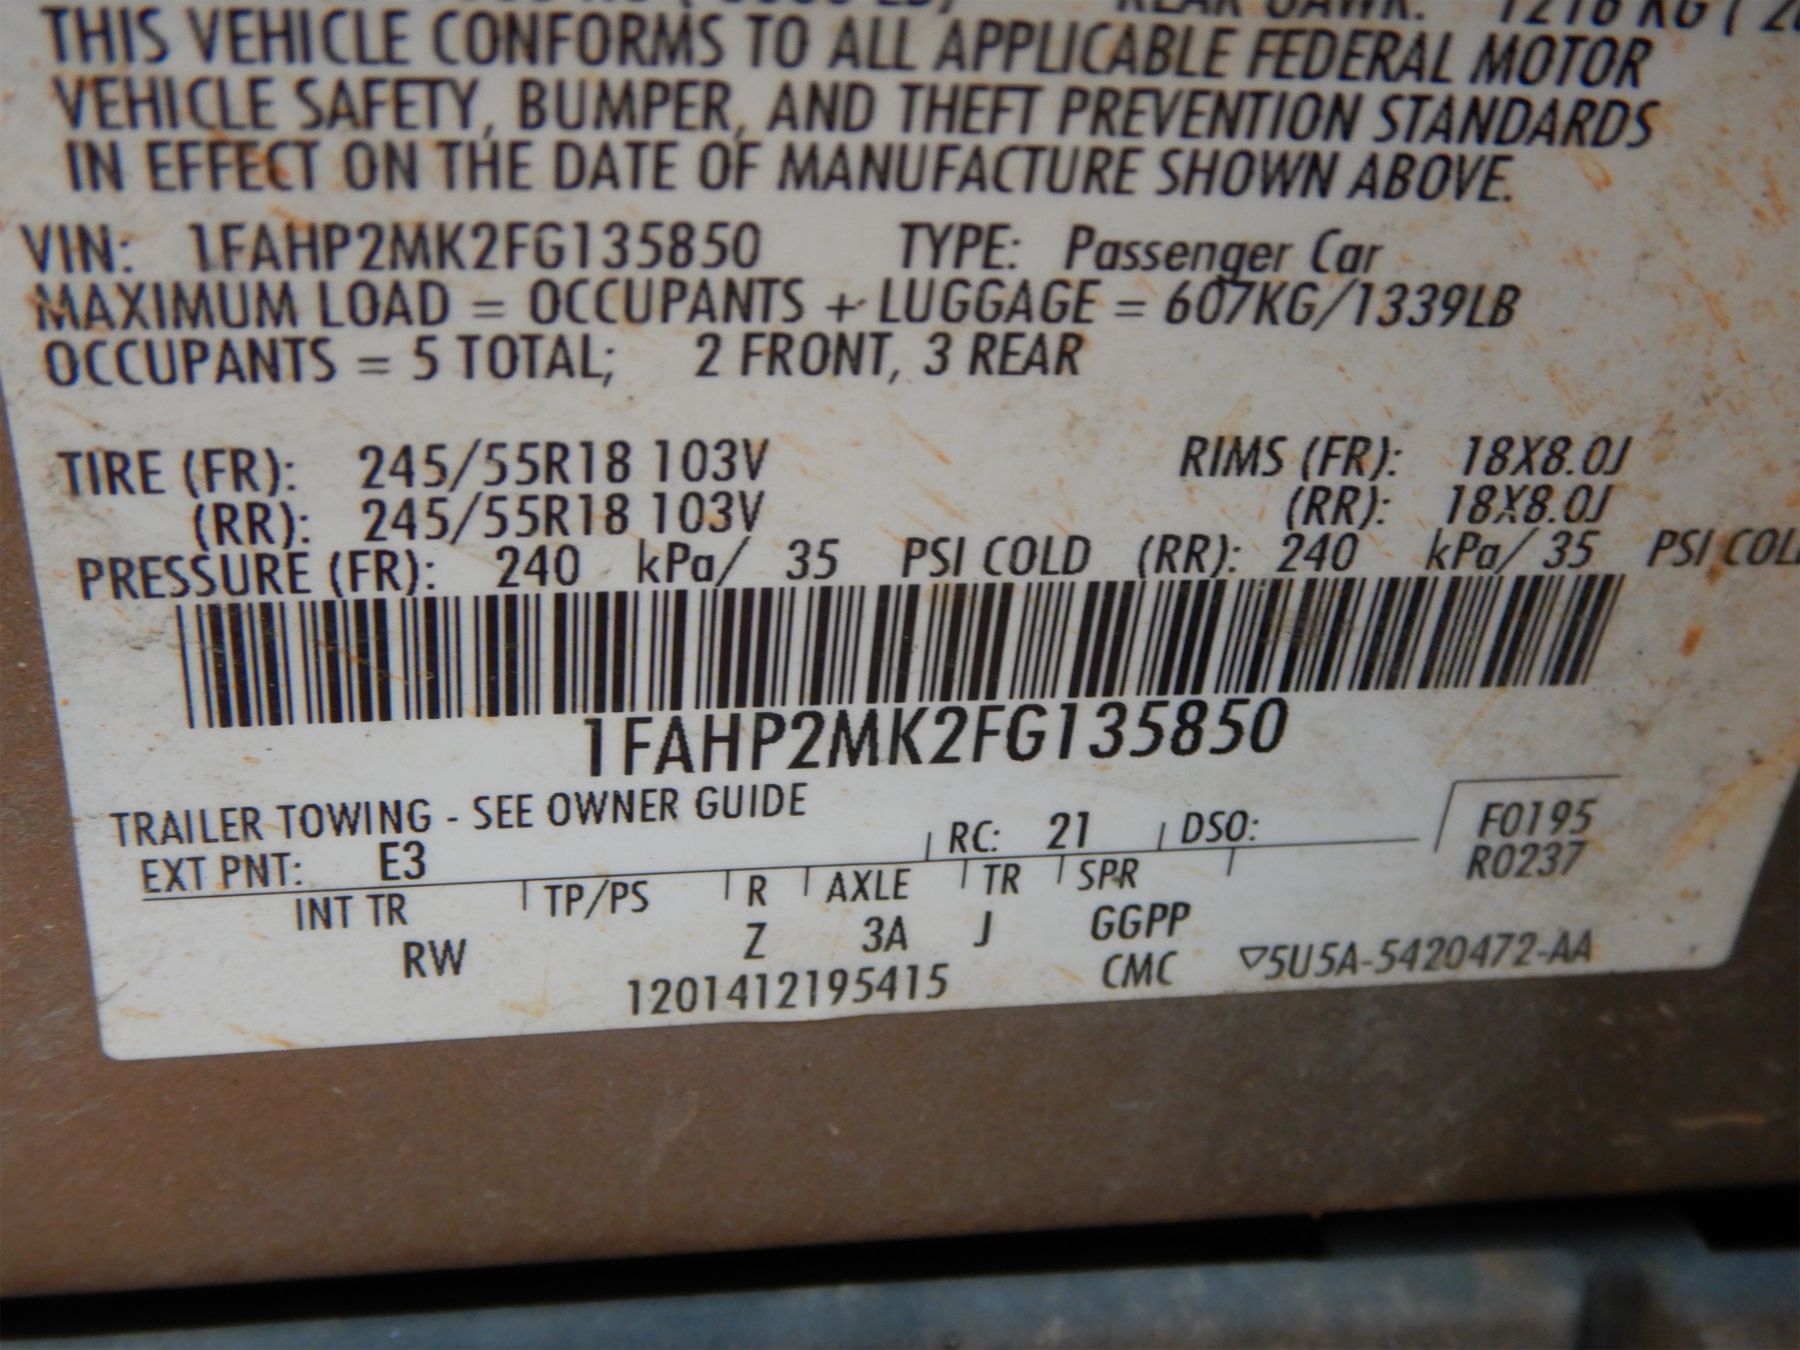 THIS VEHICLE CONFORMS TO ALL APPLICABLE FEDERAL MOTOR
VEHICLE SAFETY, BUMPER, AND THEFT PREVENTION STANDARDS
IN EFFECT ON THE DATE OF MANUFACTURE SHOWN ABOVE.
VIN: 1FAHP2MK2FG135850 TYPE: Passenger Car
MAXIMUM LOAD = OCCUPANTS + LUGGAGE = 607KG/1339LB
OCCUPANTS = 5 TOTAL; 2 FRONT, 3 REAR
TIRE (FR): 245/55R18 103V RIMS (FR): 18X8.0J
(RR): 245/55R18 103V (RR): 18X8.0J
PRESSURE (FR): 240 kPa/ 35 PSI COLD (RR): 240 kPa/ 35 PSI COL
1FAHP2MK2FG135850
TRAILER TOWING - SEE OWNER GUIDE
EXT PNT: E3 RC: 21 DSO: F0195
R0237
INT TR TP/PS R AXLE TR SPR
RW Z 3A J GGPP
1201412195415 CMC ▽5U5A-5420472-AA